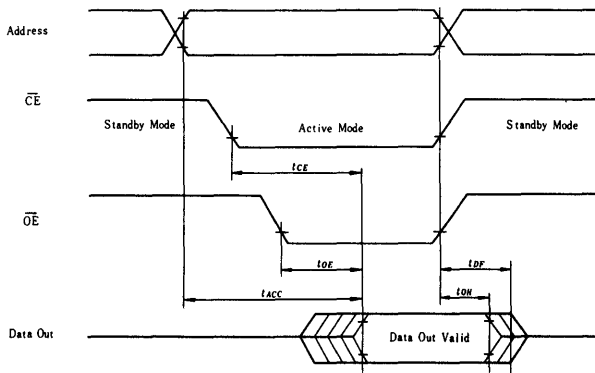 Address
CE
Standby Mode
Active Mode
Standby Mode
tCE
OE
tOE
tDF
tACC
tOH
Data Out
Data Out Valid